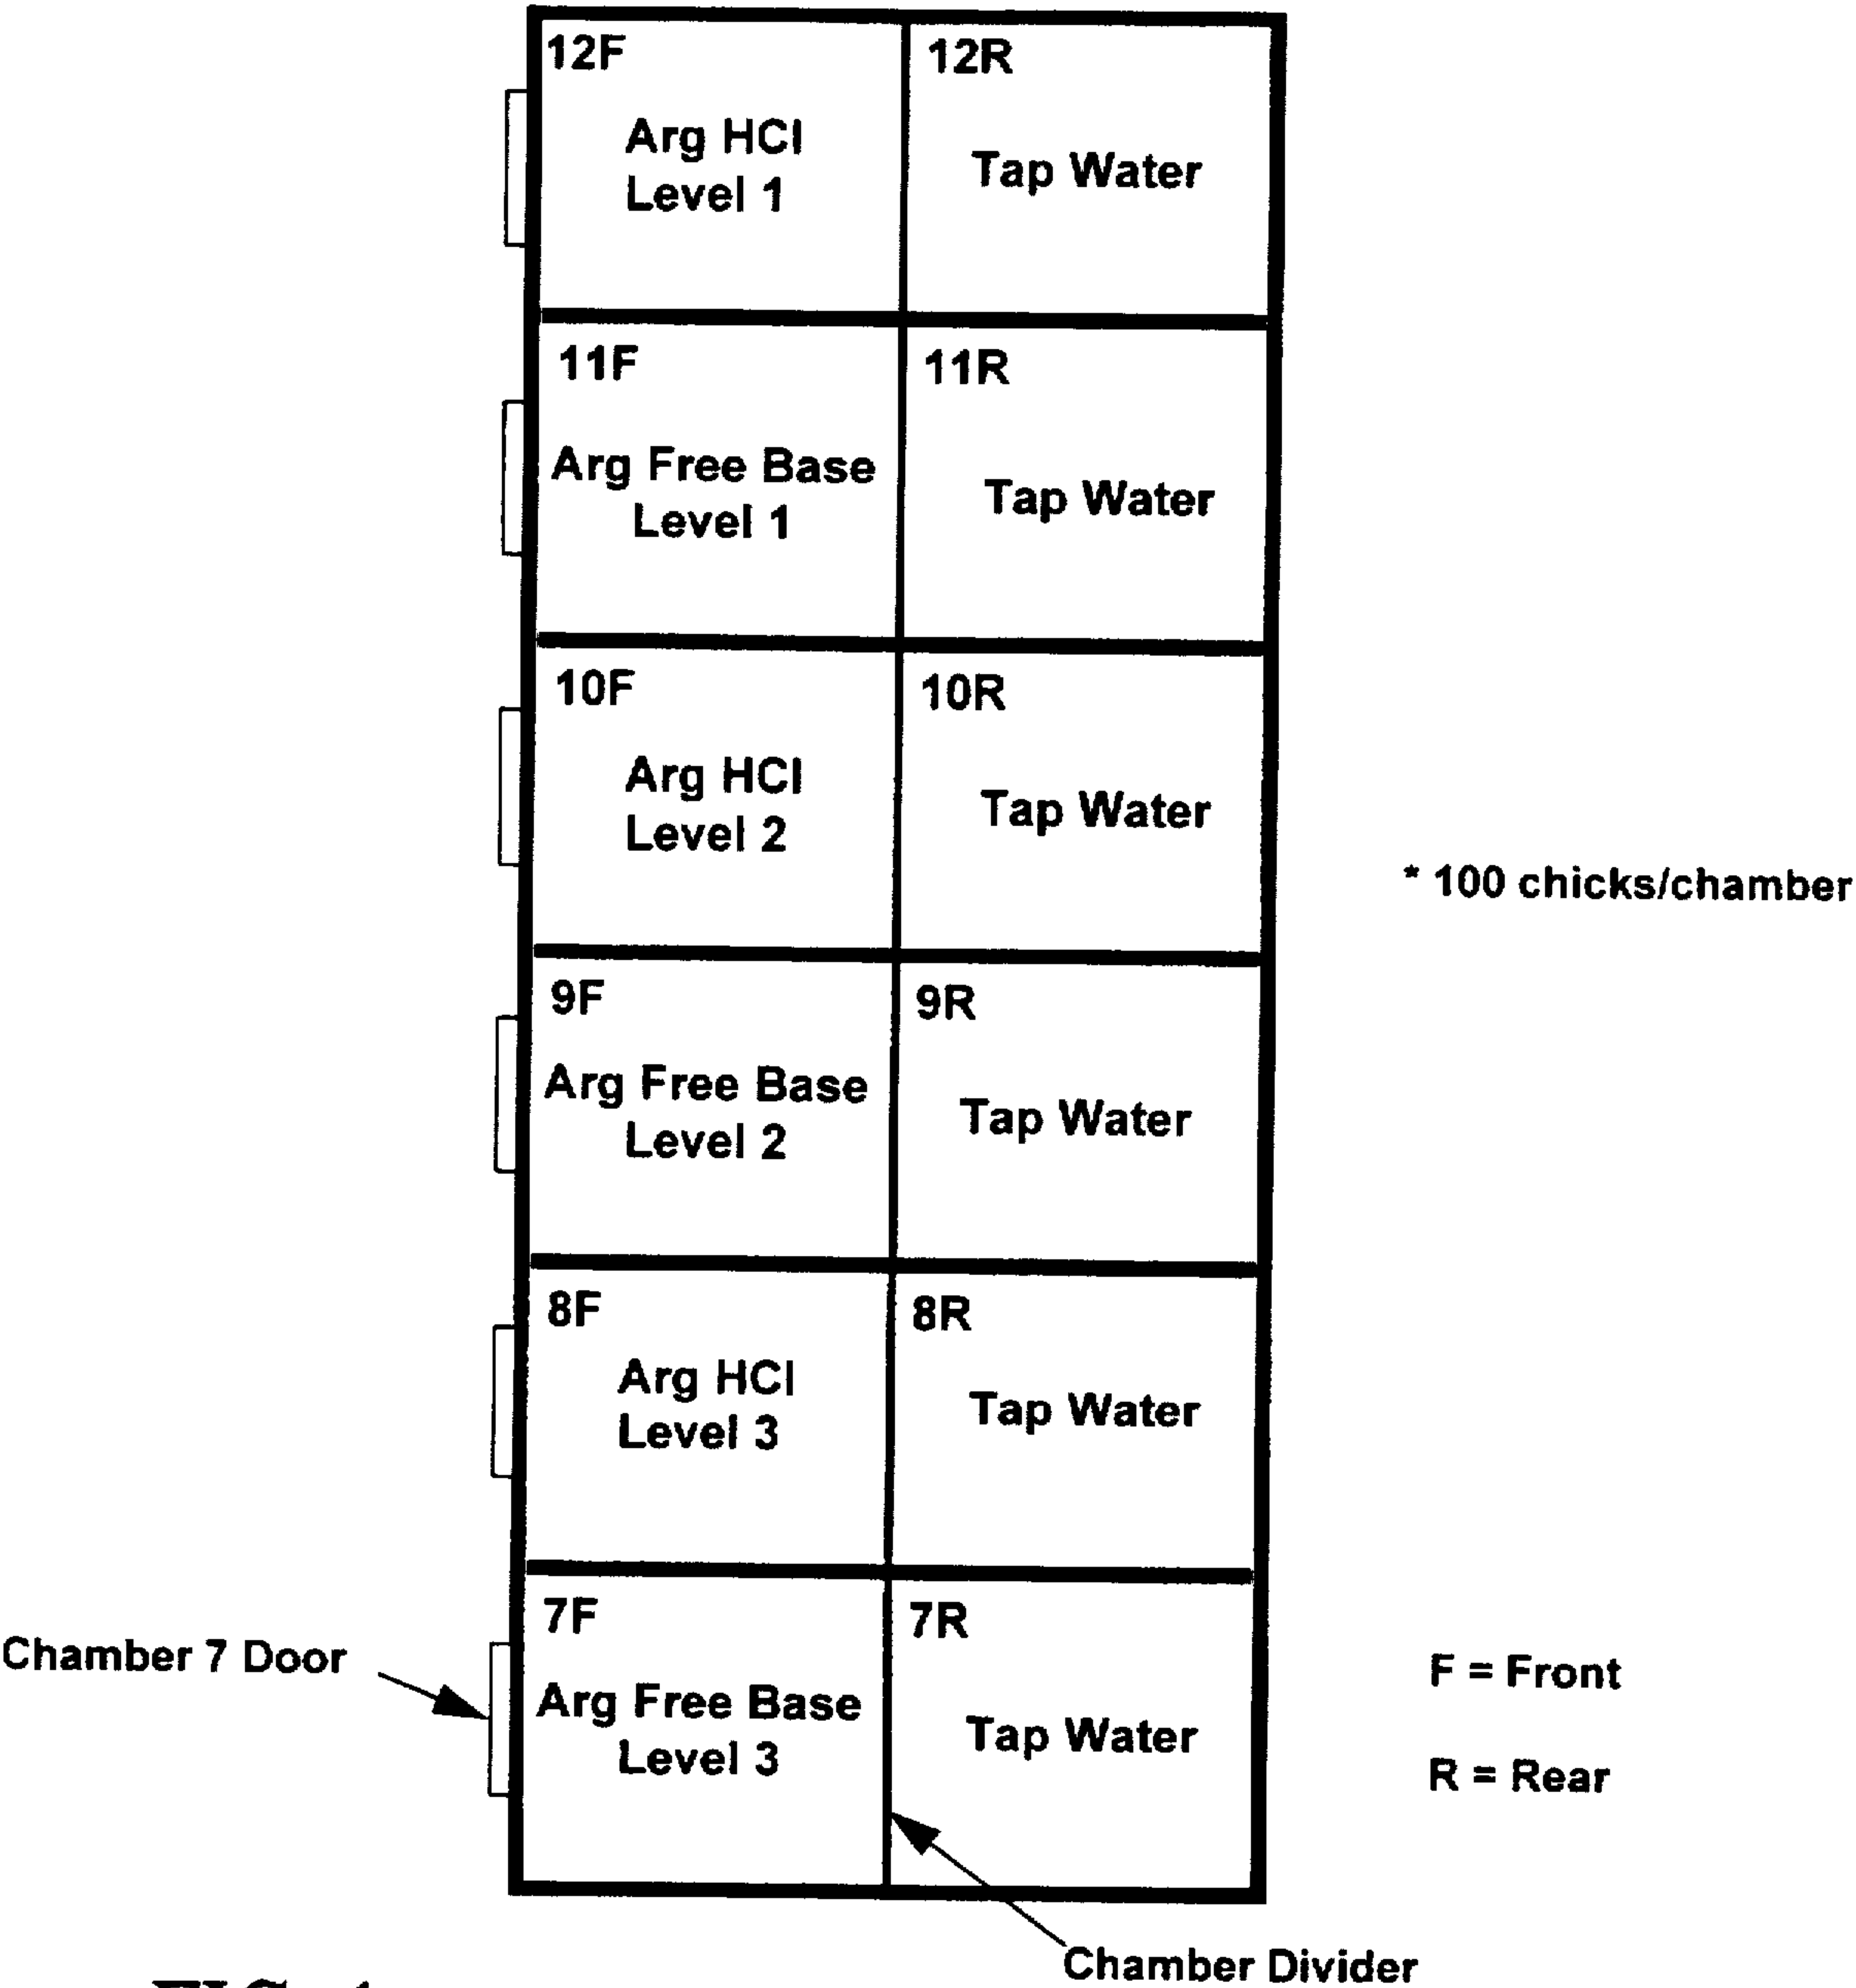 12F
Arg HCl
Level 1
12R
Tap Water
11F
Arg Free Base
Level 1
11R
Tap Water
10F
Arg HCl
Level 2
10R
Tap Water
* 100 chicks/chamber
9F
Arg Free Base
Level 2
9R
Tap Water
8F
Arg HCl
Level 3
8R
Tap Water
Chamber 7 Door
7F
Arg Free Base
Level 3
7R
Tap Water
F = Front
R = Rear
Chamber Divider